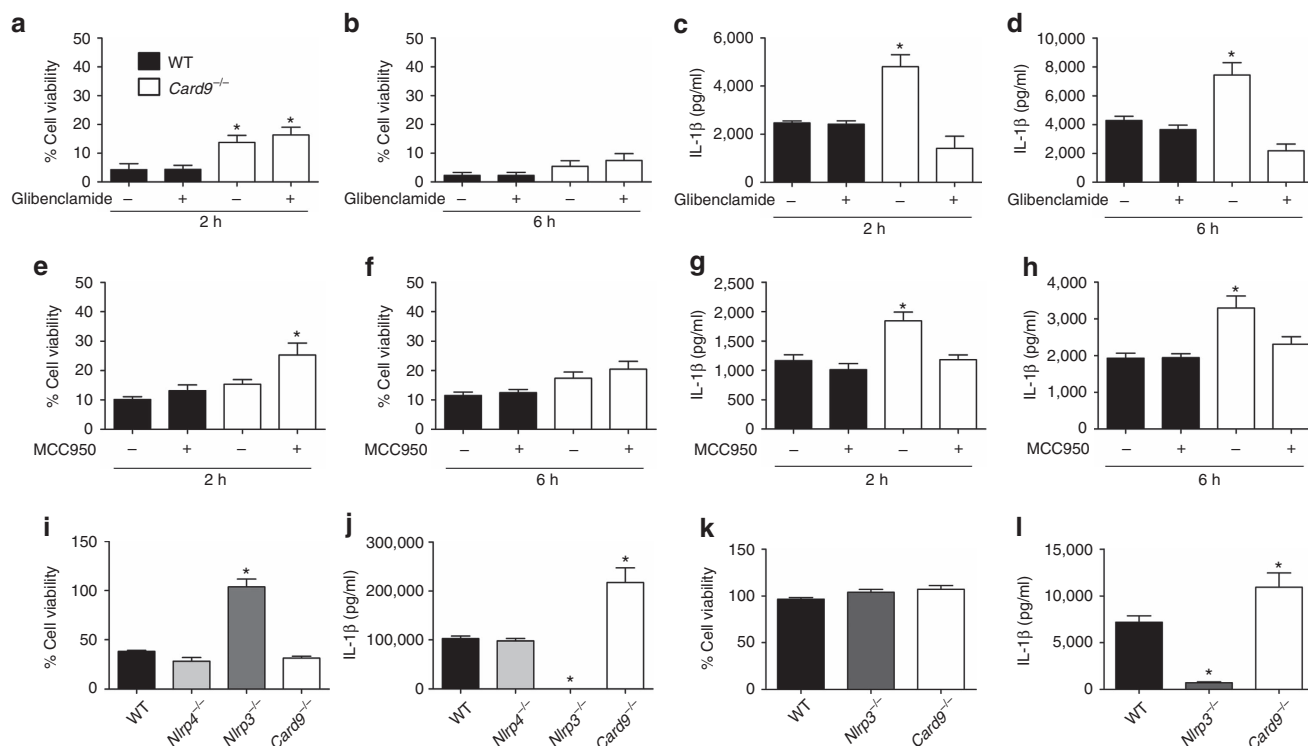 a
% Cell viability
50
40
30
20
10
0
WT
Card9–/–
*
*
Glibenclamide – + – +
2 h
b
% Cell viability
50
40
30
20
10
0
Glibenclamide – + – +
6 h
c
IL-1β (pg/ml)
6,000
4,000
2,000
0
*
Glibenclamide – + – +
2 h
d
IL-1β (pg/ml)
10,000
8,000
6,000
4,000
2,000
0
*
Glibenclamide – + – +
6 h
e
% Cell viability
50
40
30
20
10
0
*
MCC950 – + – +
2 h
f
% Cell viability
50
40
30
20
10
0
MCC950 – + – +
6 h
g
IL-1β (pg/ml)
2,500
2,000
1,500
1,000
500
0
*
MCC950 – + – +
2 h
h
IL-1β (pg/ml)
4,000
3,000
2,000
1,000
0
*
MCC950 – + – +
6 h
i
% Cell viability
150
100
50
0
*
WT
Nlrp4–/–
Nlrp3–/–
Card9–/–
j
IL-1β (pg/ml)
300,000
200,000
100,000
0
*
*
WT
Nlrp4–/–
Nlrp3–/–
Card9–/–
k
% Cell viability
150
100
50
0
WT
Nlrp3–/–
Card9–/–
l
IL-1β (pg/ml)
15,000
10,000
5,000
0
*
*
WT
Nlrp3–/–
Card9–/–